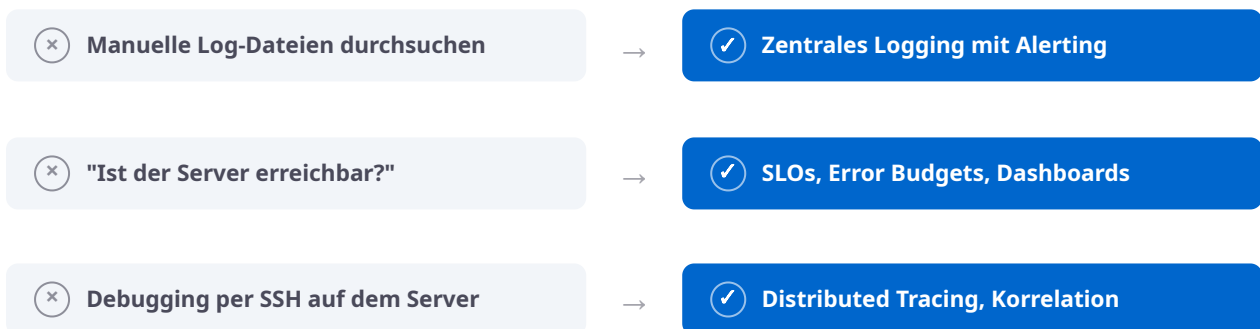 Manuelle Log-Dateien durchsuchen → Zentrales Logging mit Alerting
"Ist der Server erreichbar?" → SLOs, Error Budgets, Dashboards
Debugging per SSH auf dem Server → Distributed Tracing, Korrelation